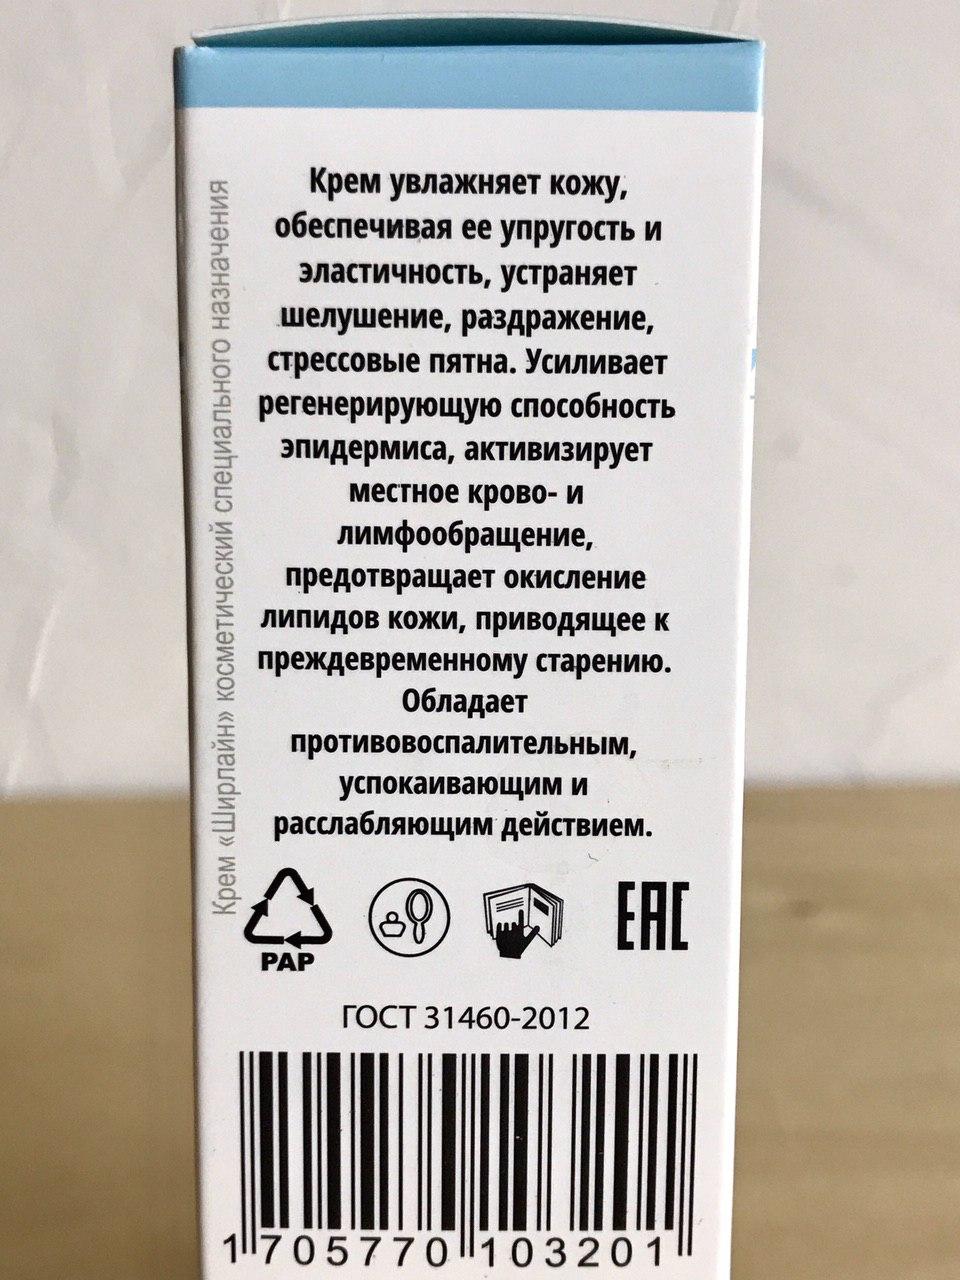 Крем «Ширлайн» косметический специального назначения
Крем увлажняет кожу,
обеспечивая ее упругость и
эластичность, устраняет
шелушение, раздражение,
стрессовые пятна. Усиливает
регенерирующую способность
эпидермиса, активизирует
местное крово- и
лимфообращение,
предотвращает окисление
липидов кожи, приводящее к
преждевременному старению.
Обладает
противовоспалительным,
успокаивающим и
расслабляющим действием.
PAP
EAC
ГОСТ 31460-2012
1 705770 103201